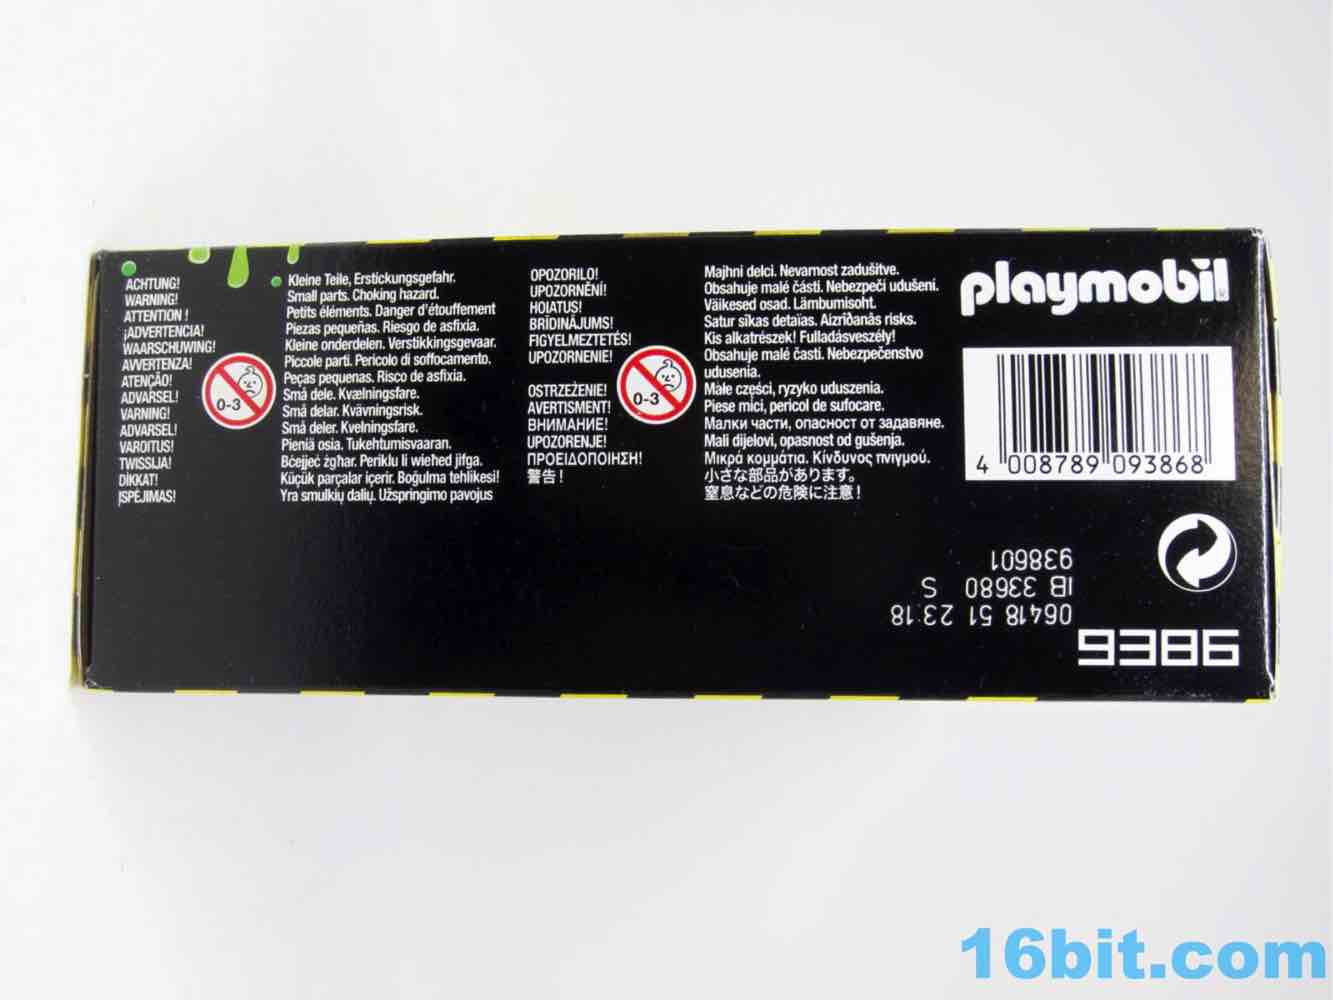 ACHTUNG!
WARNING!
ATTENTION !
¡ADVERTENCIA!
WAARSCHUWING!
AVVERTENZA!
ATENÇÃO!
ADVARSEL!
VARNING!
ADVARSEL!
VAROITUS!
TWISSIJA!
DİKKAT!
ĮSPĖJIMAS!
0-3
Kleine Teile, Erstickungsgefahr.
Small parts. Choking hazard.
Petits éléments. Danger d'étouffement
Piezas pequeñas. Riesgo de asfixia.
Kleine onderdelen. Verstikkingsgevaar.
Piccole parti. Pericolo di soffocamento.
Peças pequenas. Risco de asfixia.
Små dele. Kvælningsfare.
Små delar. Kvävningsrisk.
Små deler. Kvelningsfare.
Pieniä osia. Tukehtumisvaaran.
Bċejjeċ żgħar. Periklu li wieħed jifga.
Küçük parçalar içerir. Boğulma tehlikesi!
Yra smulkių dalių. Užspringimo pavojus
OPOZORILO!
UPOZORNĚNÍ!
HOIATUS!
BRĪDINĀJUMS!
FIGYELMEZTETÉS!
UPOZORNENIE!
OSTRZEŻENIE!
AVERTISMENT!
ВНИМАНИЕ!
UPOZORENJE!
ΠΡΟΕΙΔΟΠΟΙΗΣΗ!
警告!
0-3
Majhni delci. Nevarnost zadušitve.
Obsahuje malé části. Nebezpečí udušení.
Väikesed osad. Lämbumisoht.
Satur sīkas detaļas. Aizrīšanās risks.
Kis alkatrészek! Fulladásveszély!
Obsahuje malé časti. Nebezpečenstvo
udusenia.
Małe części, ryzyko uduszenia.
Piese mici, pericol de sufocare.
Малки части, опасност от задавяне.
Mali dijelovi, opasnost od gušenja.
Μικρά κομμάτια. Κίνδυνος πνιγμού.
小さな部品があります。
窒息などの危険に注意!
playmobil
4 008789 093868
06418 51 23:18
IB 33680 S
938601
9386
16bit.com